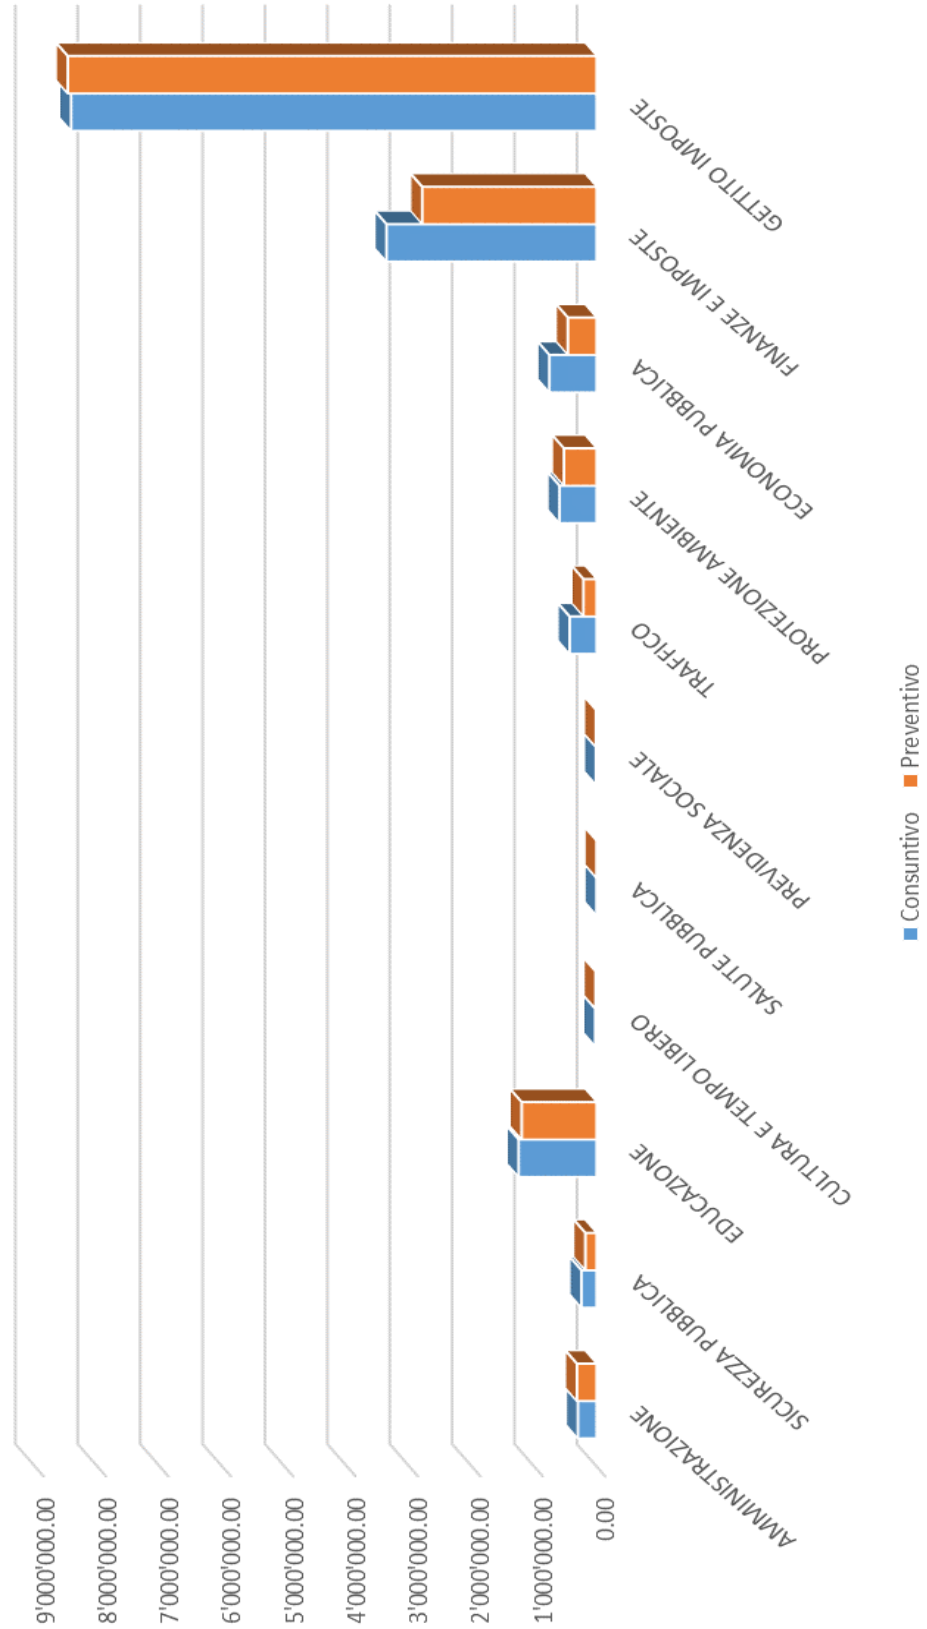 9'000'000.00
8'000'000.00
7'000'000.00
6'000'000.00
5'000'000.00
4'000'000.00
3'000'000.00
2'000'000.00
1'000'000.00
0.00
AMMINISTRAZIONE
SICUREZZA PUBBLICA
EDUCAZIONE
CULTURA E TEMPO LIBERO
SALUTE PUBBLICA
PREVIDENZA SOCIALE
TRAFFICO
PROTEZIONE AMBIENTE
ECONOMIA PUBBLICA
FINANZE E IMPOSTE
GETTITO IMPOSTE
Consuntivo Preventivo